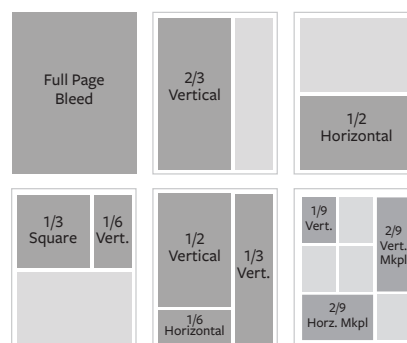 Full Page
Bleed
2/3
Vertical
1/2
Horizontal
1/3
Square
1/6
Vert.
1/2
Vertical
1/3
Vert.
1/6
Horizontal
1/9
Vert.
2/9
Vert.
Mkpl
2/9
Horz. Mkpl